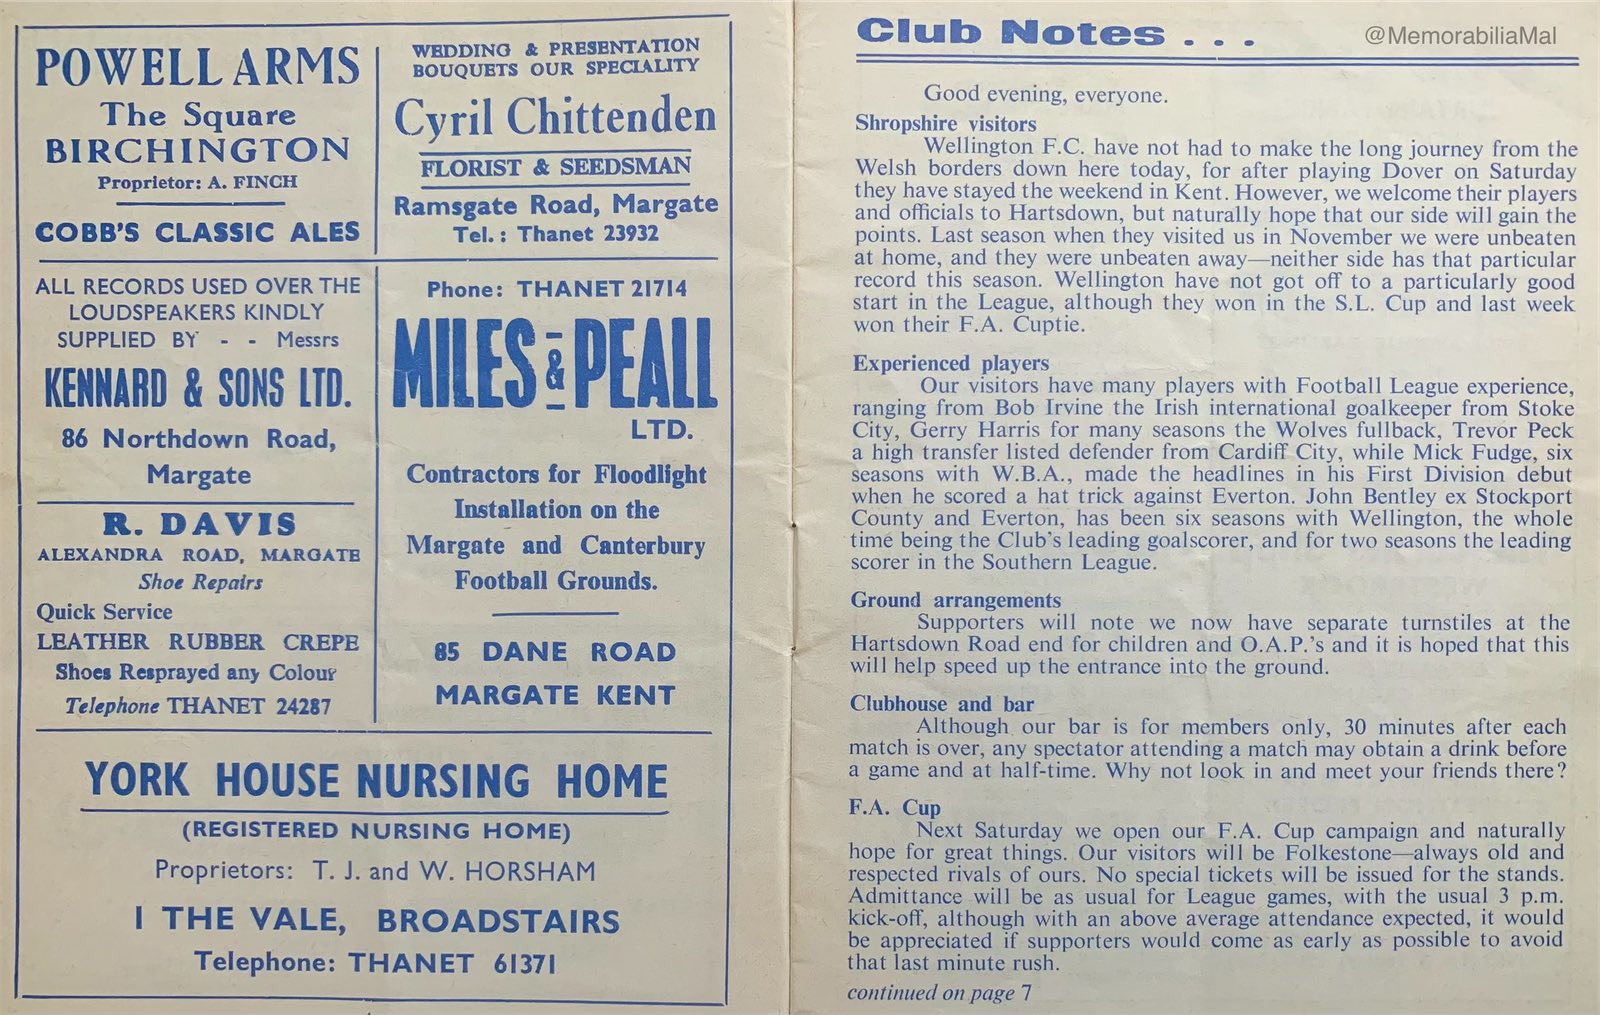 POWELL ARMS
The Square
BIRCHINGTON
Proprietor: A. FINCH
COBB'S CLASSIC ALES
WEDDING & PRESENTATION
BOUQUETS OUR SPECIALITY
Cyril Chittenden
FLORIST & SEEDSMAN
Ramsgate Road, Margate
Tel. : Thanet 23932
ALL RECORDS USED OVER THE
LOUDSPEAKERS KINDLY
SUPPLIED BY - - Messrs
KENNARD & SONS LTD.
86 Northdown Road,
Margate
R. DAVIS
ALEXANDRA ROAD, MARGATE
Shoe Repairs
Quick Service
LEATHER RUBBER CREPE
Shoes Resprayed any Colour
Telephone THANET 24287
Phone: THANET 21714
MILES & PEALL
LTD.
Contractors for Floodlight
Installation on the
Margate and Canterbury
Football Grounds.
85 DANE ROAD
MARGATE KENT
YORK HOUSE NURSING HOME
(REGISTERED NURSING HOME)
Proprietors: T. J. and W. HORSHAM
1 THE VALE, BROADSTAIRS
Telephone: THANET 61371
Club Notes . . .
@MemorabiliaMal
Good evening, everyone.
Shropshire visitors
Wellington F.C. have not had to make the long journey from the
Welsh borders down here today, for after playing Dover on Saturday
they have stayed the weekend in Kent. However, we welcome their players
and officials to Hartsdown, but naturally hope that our side will gain the
points. Last season when they visited us in November we were unbeaten
at home, and they were unbeaten away—neither side has that particular
record this season. Wellington have not got off to a particularly good
start in the League, although they won in the S.L. Cup and last week
won their F.A. Cuptie.
Experienced players
Our visitors have many players with Football League experience,
ranging from Bob Irvine the Irish international goalkeeper from Stoke
City, Gerry Harris for many seasons the Wolves fullback, Trevor Peck
a high transfer listed defender from Cardiff City, while Mick Fudge, six
seasons with W.B.A., made the headlines in his First Division debut
when he scored a hat trick against Everton. John Bentley ex Stockport
County and Everton, has been six seasons with Wellington, the whole
time being the Club's leading goalscorer, and for two seasons the leading
scorer in the Southern League.
Ground arrangements
Supporters will note we now have separate turnstiles at the
Hartsdown Road end for children and O.A.P.'s and it is hoped that this
will help speed up the entrance into the ground.
Clubhouse and bar
Although our bar is for members only, 30 minutes after each
match is over, any spectator attending a match may obtain a drink before
a game and at half-time. Why not look in and meet your friends there?
F.A. Cup
Next Saturday we open our F.A. Cup campaign and naturally
hope for great things. Our visitors will be Folkestone—always old and
respected rivals of ours. No special tickets will be issued for the stands.
Admittance will be as usual for League games, with the usual 3 p.m.
kick-off, although with an above average attendance expected, it would
be appreciated if supporters would come as early as possible to avoid
that last minute rush.
continued on page 7